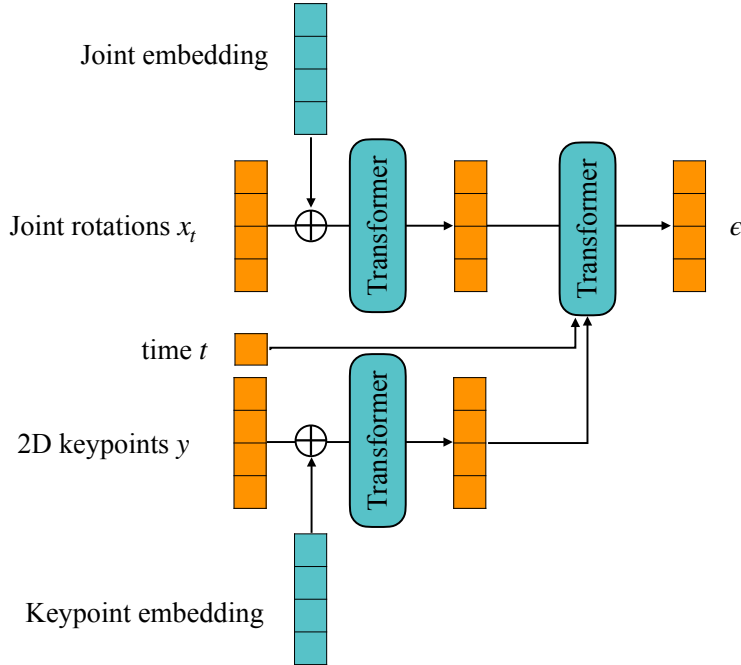 Joint embedding
Transformer
Transformer
Joint rotations x_t
ϵ
time t
Transformer
2D keypoints y
Keypoint embedding